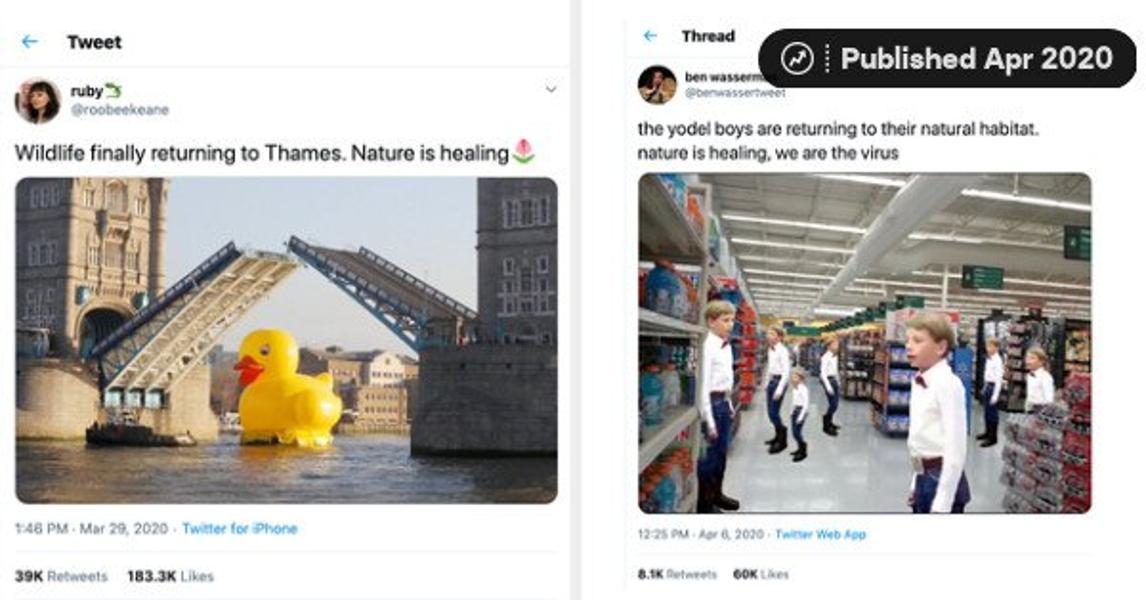 Tweet
ruby
@roobeekeane
Wildlife finally returning to Thames. Nature is healing
1:46 PM · Mar 29, 2020 · Twitter for iPhone
39K Retweets 183.3K Likes
Thread
Published Apr 2020
ben
@benwassertweet
the yodel boys are returning to their natural habitat.
nature is healing, we are the virus
12:25 PM · Apr 6, 2020 · Twitter Web App
8.1K Retweets 60K Likes